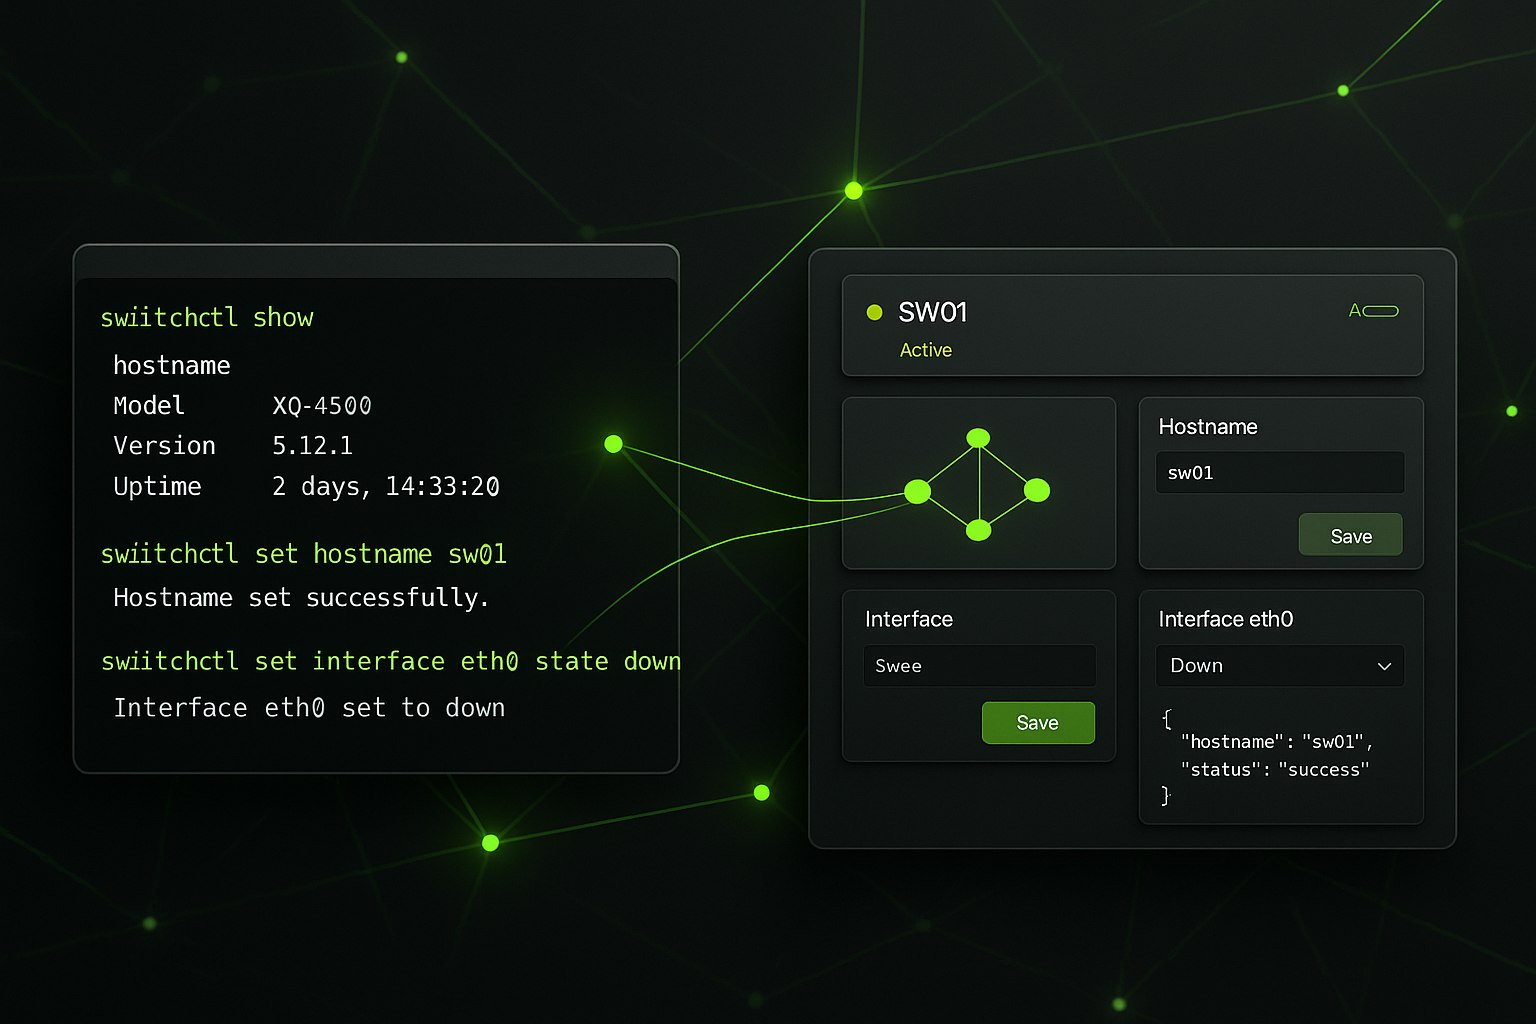 swiitchctl show
hostname
Model XQ-4500
Version 5.12.1
Uptime 2 days, 14:33:20
swiitchctl set hostname sw01
Hostname set successfully.
swiitchctl set interface eth0 state down
Interface eth0 set to down
SW01
Active
A
Hostname
sw01
Save
Interface
Swee
Save
Interface eth0
Down
{
"hostname": "sw01",
"status": "success"
}